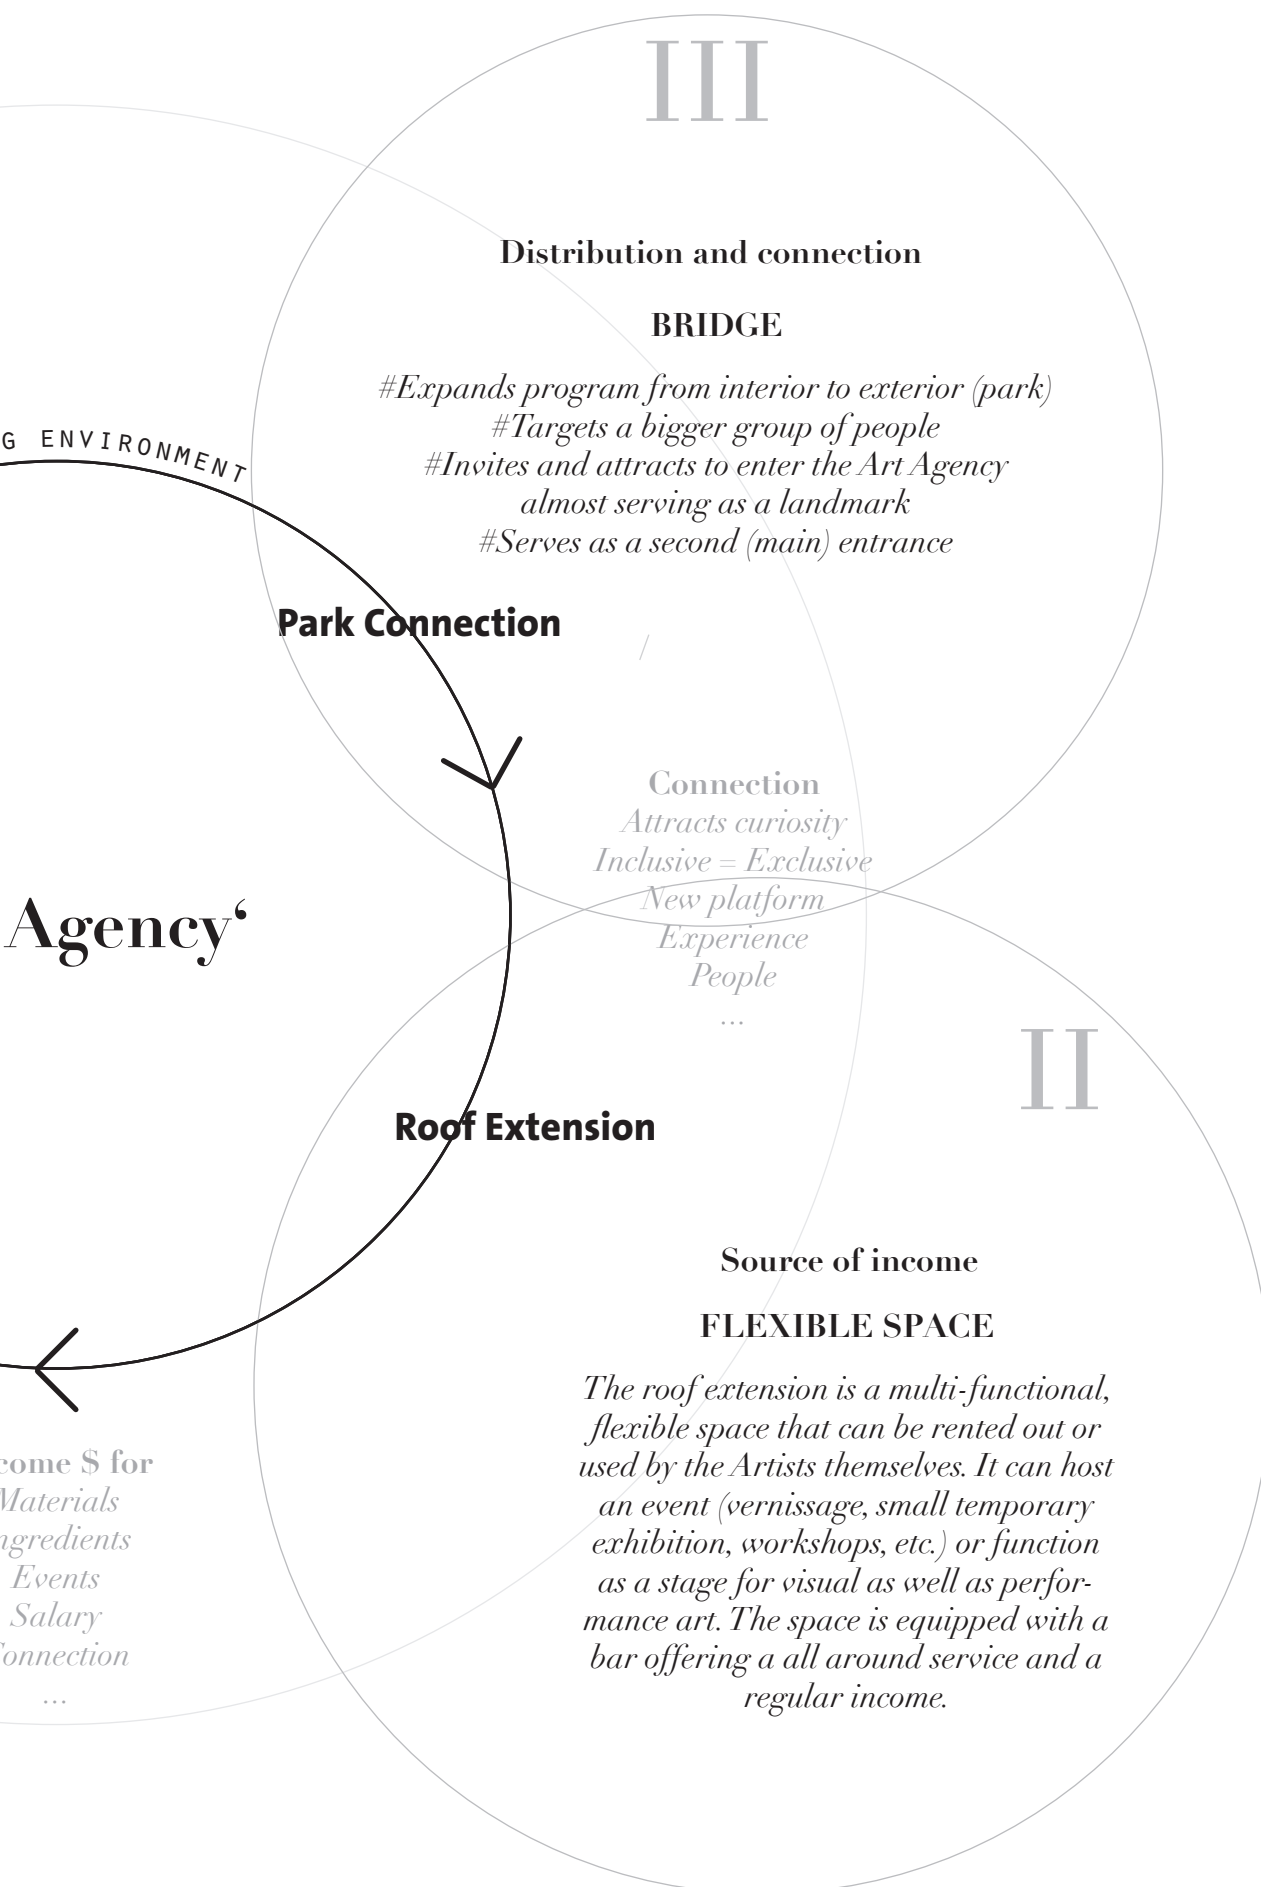 III
Distribution and connection
BRIDGE
#Expands program from interior to exterior (park)
#Targets a bigger group of people
#Invites and attracts to enter the Art Agency
almost serving as a landmark
#Serves as a second (main) entrance
G ENVIRONMENT
Park Connection
/
Connection
Attracts curiosity
Inclusive = Exclusive
New platform
Experience
People
...
Agency‘
II
Roof Extension
Source of income
FLEXIBLE SPACE
The roof extension is a multi-functional,
flexible space that can be rented out or
used by the Artists themselves. It can host
an event (vernissage, small temporary
exhibition, workshops, etc.) or function
as a stage for visual as well as perfor-
mance art. The space is equipped with a
bar offering a all around service and a
regular income.
come $ for
Materials
ngredients
Events
Salary
onnection
...